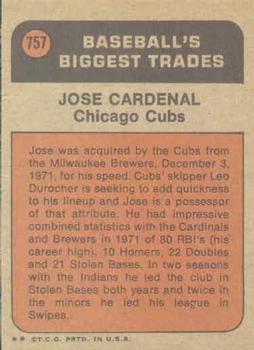 757
BASEBALL'S
BIGGEST TRADES
JOSE CARDENAL
Chicago Cubs
Jose was acquired by the Cubs from
the Milwaukee Brewers, December 3,
1971, for his speed. Cubs' skipper Leo
Durocher is seeking to add quickness
to his lineup and Jose is a possessor
of that attribute. He had impressive
combined statistics with the Cardinals
and Brewers in 1971 of 80 RBI's (his
career high), 10 Homers, 22 Doubles
and 21 Stolen Bases. In two seasons
with the Indians he led the club in
Stolen Bases both years and twice in
the minors he led his league in
Swipes.
©T.C.G. PRTD. IN U.S.A.